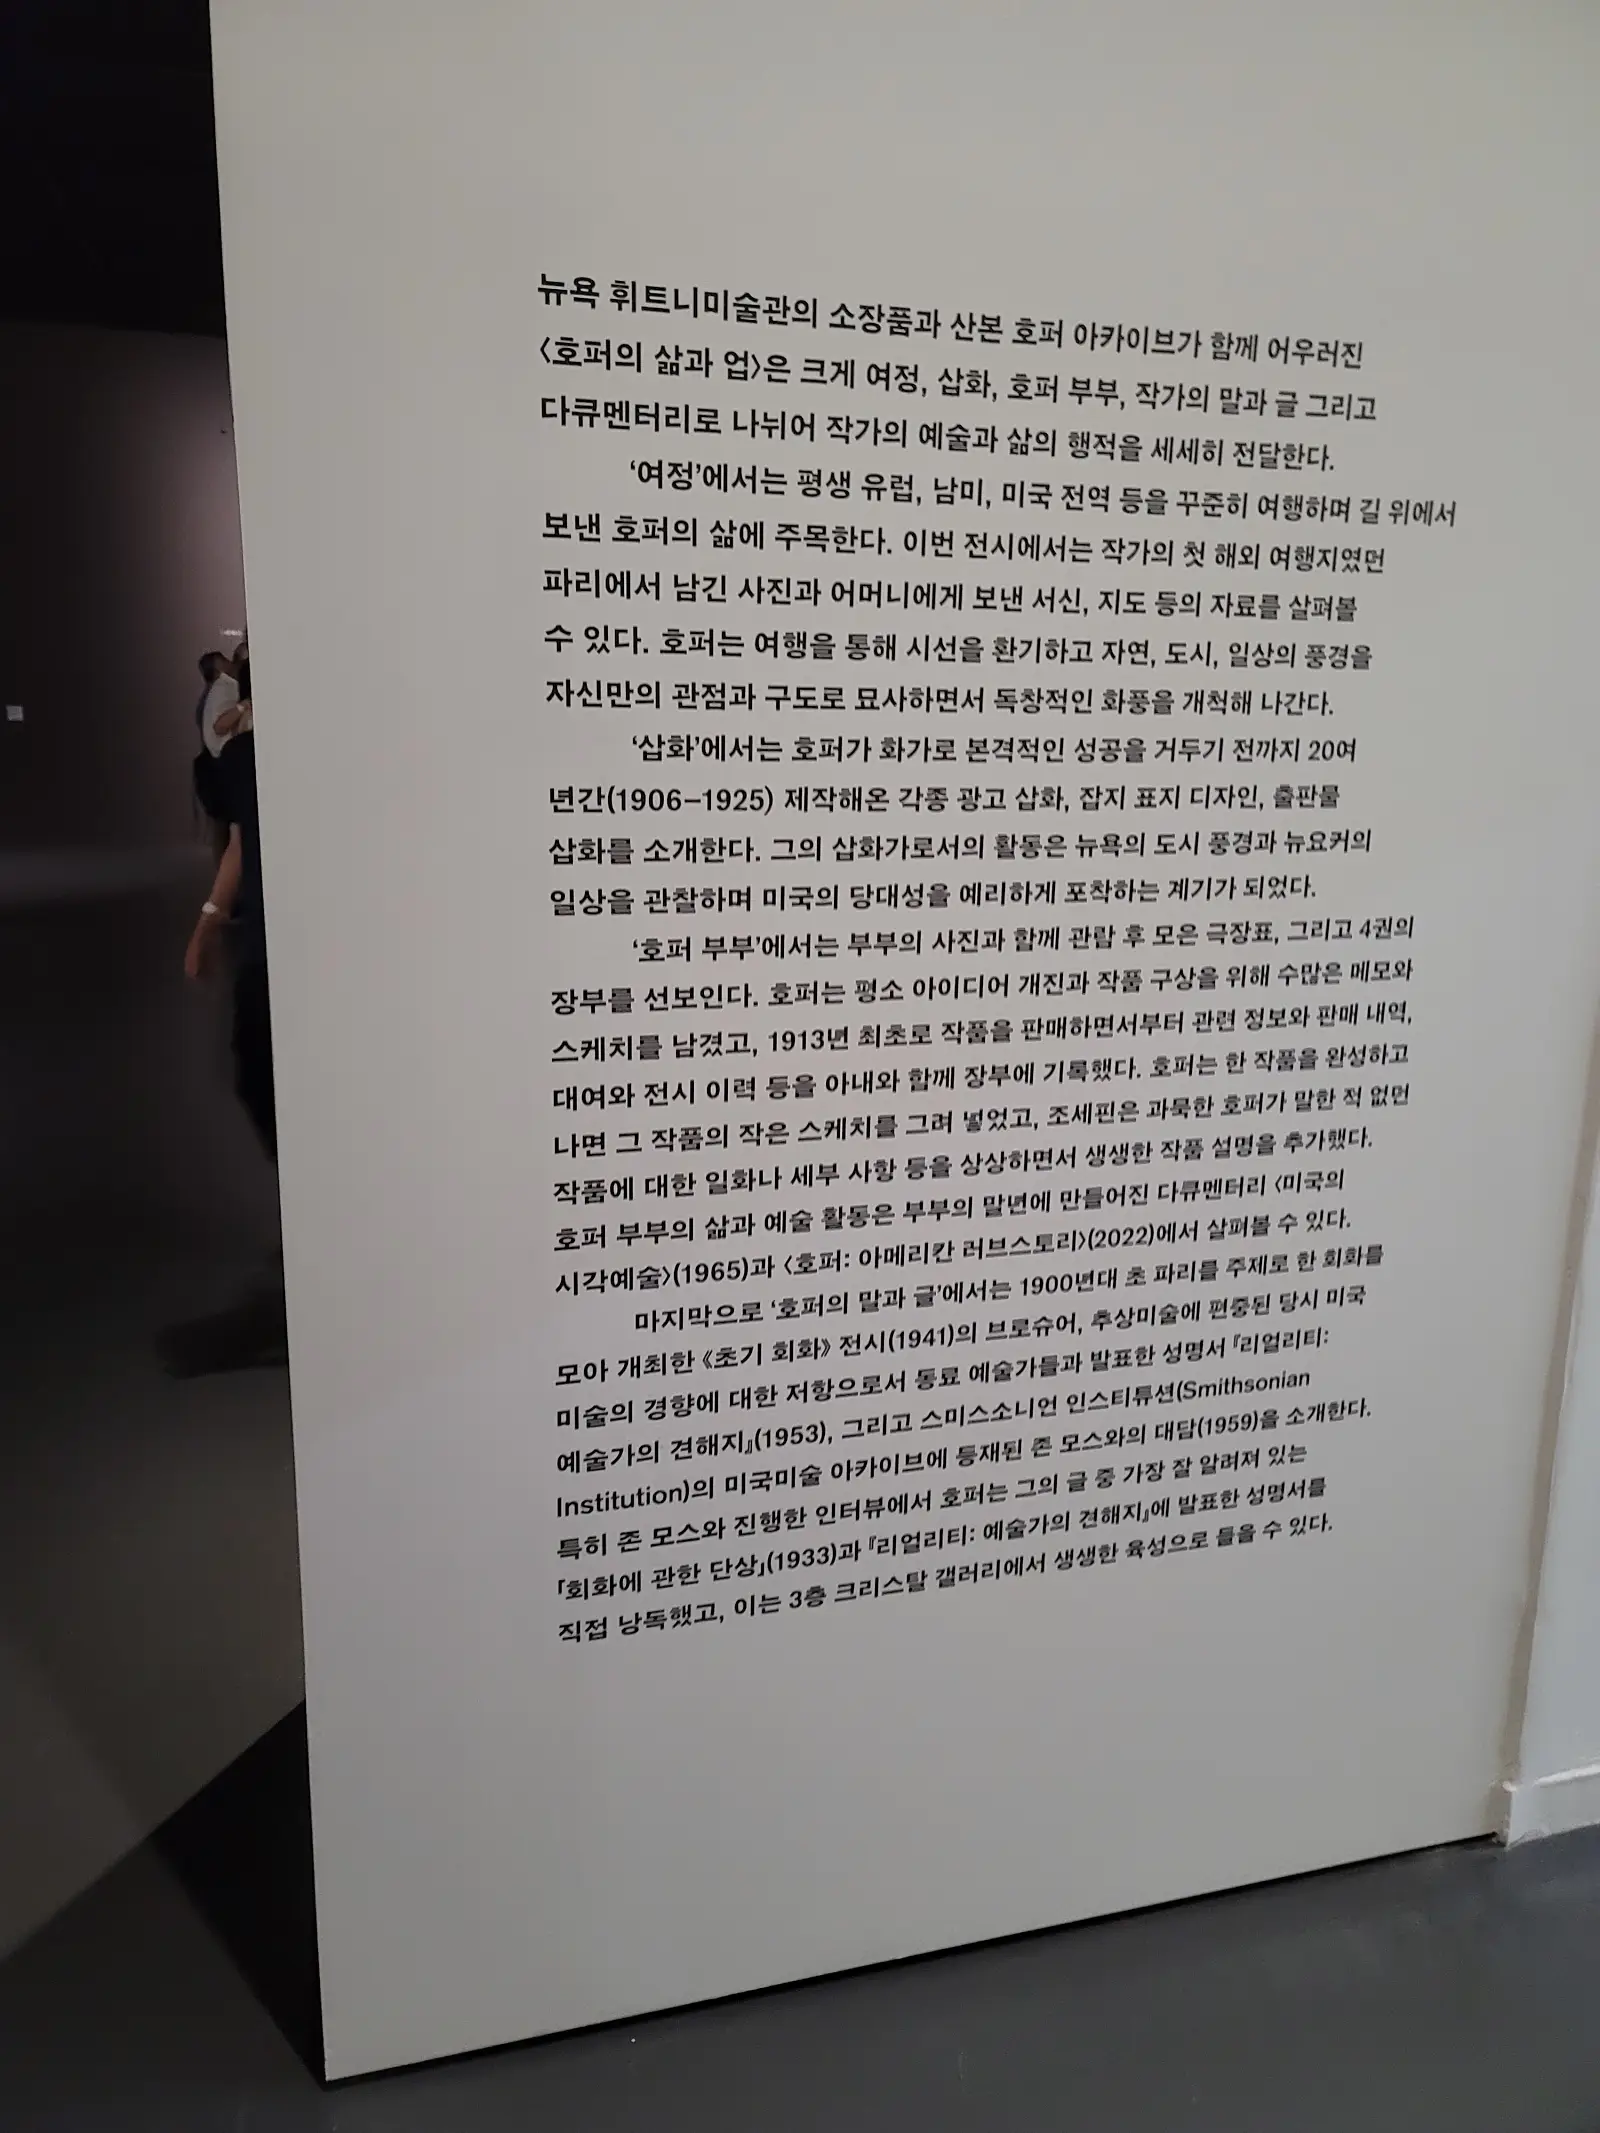 뉴욕 휘트니미술관의 소장품과 산본 호퍼 아카이브가 함께 어우러진
〈호퍼의 삶과 업〉은 크게 여정, 삽화, 호퍼 부부, 작가의 말과 글 그리고
다큐멘터리로 나뉘어 작가의 예술과 삶의 행적을 세세히 전달한다.
‘여정’에서는 평생 유럽, 남미, 미국 전역 등을 꾸준히 여행하며 길 위에서
보낸 호퍼의 삶에 주목한다. 이번 전시에서는 작가의 첫 해외 여행지였던
파리에서 남긴 사진과 어머니에게 보낸 서신, 지도 등의 자료를 살펴볼
수 있다. 호퍼는 여행을 통해 시선을 환기하고 자연, 도시, 일상의 풍경을
자신만의 관점과 구도로 묘사하면서 독창적인 화풍을 개척해 나간다.
‘삽화’에서는 호퍼가 화가로 본격적인 성공을 거두기 전까지 20여
년간(1906–1925) 제작해온 각종 광고 삽화, 잡지 표지 디자인, 출판물
삽화를 소개한다. 그의 삽화가로서의 활동은 뉴욕의 도시 풍경과 뉴요커의
일상을 관찰하며 미국의 당대성을 예리하게 포착하는 계기가 되었다.
‘호퍼 부부’에서는 부부의 사진과 함께 관람 후 모은 극장표, 그리고 4권의
장부를 선보인다. 호퍼는 평소 아이디어 개진과 작품 구상을 위해 수많은 메모와
스케치를 남겼고, 1913년 최초로 작품을 판매하면서부터 관련 정보와 판매 내역,
대여와 전시 이력 등을 아내와 함께 장부에 기록했다. 호퍼는 한 작품을 완성하고
나면 그 작품의 작은 스케치를 그려 넣었고, 조세핀은 과묵한 호퍼가 말한 적 없던
작품에 대한 일화나 세부 사항 등을 상상하면서 생생한 작품 설명을 추가했다.
호퍼 부부의 삶과 예술 활동은 부부의 말년에 만들어진 다큐멘터리 〈미국의
시각예술〉(1965)과 〈호퍼: 아메리칸 러브스토리〉(2022)에서 살펴볼 수 있다.
마지막으로 ‘호퍼의 말과 글’에서는 1900년대 초 파리를 주제로 한 회화를
모아 개최한 《초기 회화》 전시(1941)의 브로슈어, 추상미술에 편중된 당시 미국
미술의 경향에 대한 저항으로서 동료 예술가들과 발표한 성명서 『리얼리티:
예술가의 견해지』(1953), 그리고 스미스소니언 인스티튜션(Smithsonian
Institution)의 미국미술 아카이브에 등재된 존 모스와의 대담(1959)을 소개한다.
특히 존 모스와 진행한 인터뷰에서 호퍼는 그의 글 중 가장 잘 알려져 있는
「회화에 관한 단상」(1933)과 『리얼리티: 예술가의 견해지』에 발표한 성명서를
직접 낭독했고, 이는 3층 크리스탈 갤러리에서 생생한 육성으로 들을 수 있다.